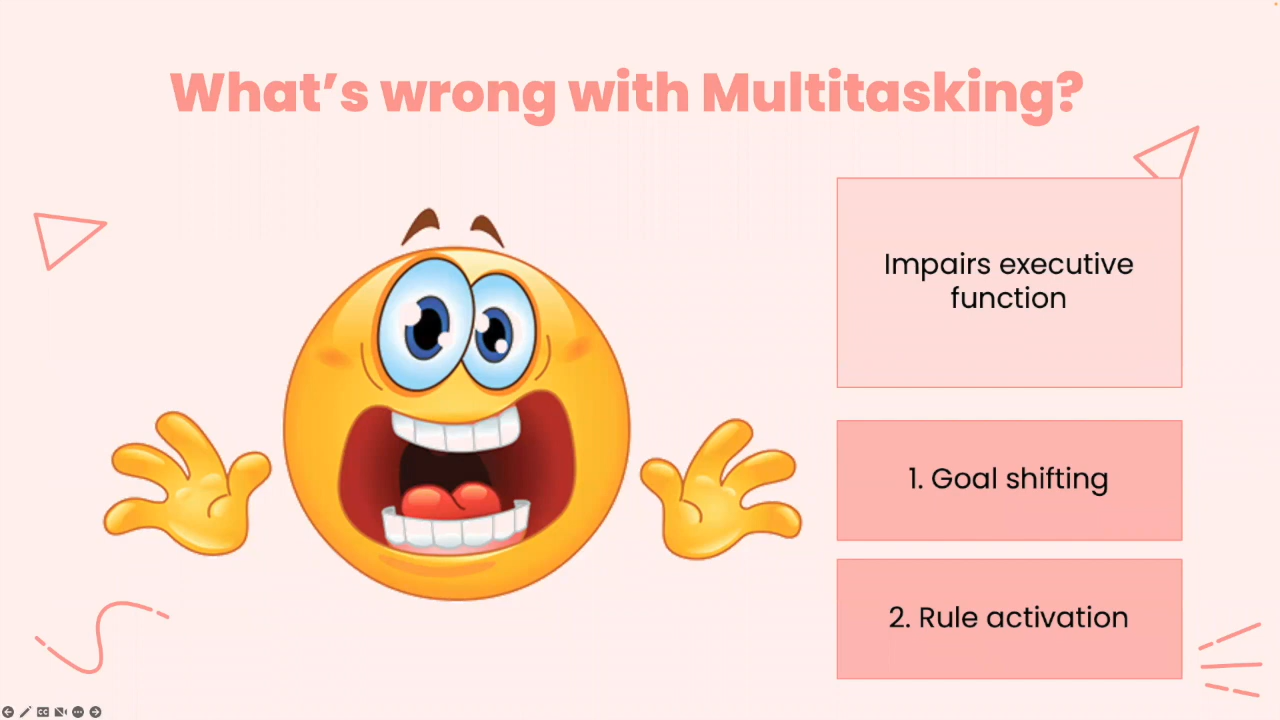 What’s wrong with Multitasking?
Impairs executive
function
1. Goal shifting
2. Rule activation